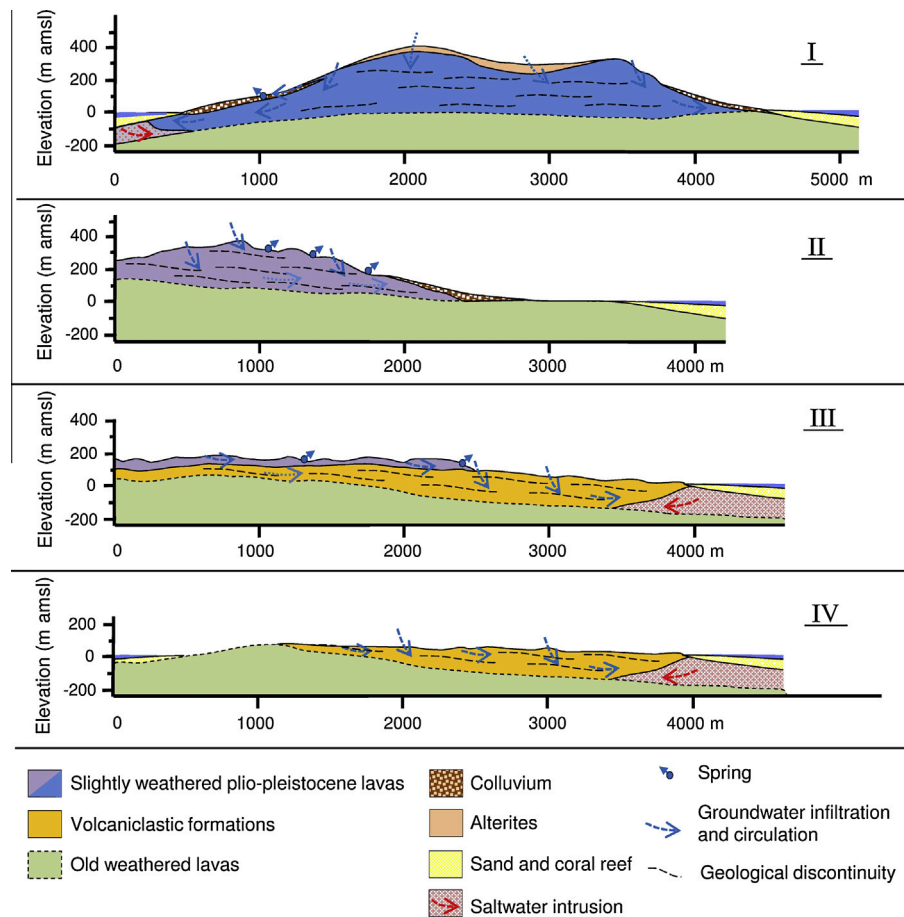 Elevation (m amsl)
400
200
0
-200
I
0 1000 2000 3000 4000 5000 m
Elevation (m amsl)
400
200
0
-200
II
0 1000 2000 3000 4000
Elevation (m amsl)
400
200
0
-200
III
0 1000 2000 3000 4000 m
Elevation (m amsl)
200
0
-200
IV
0 1000 2000 3000 4000 m
Slightly weathered plio-pleistocene lavas
Volcaniclastic formations
Old weathered lavas
Colluvium
Alterites
Sand and coral reef
Saltwater intrusion
Spring
Groundwater infiltration
and circulation
Geological discontinuity